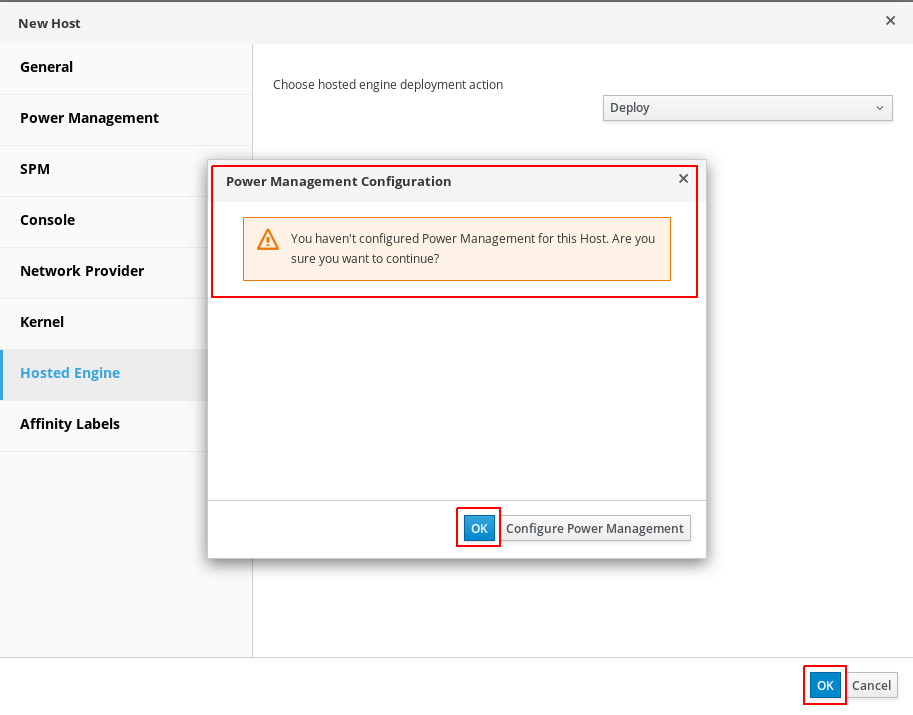 New Host
General
Power Management
SPM
Console
Network Provider
Kernel
Hosted Engine
Affinity Labels
Choose hosted engine deployment action
Deploy
Power Management Configuration
You haven't configured Power Management for this Host. Are you
sure you want to continue?
OK
Configure Power Management
OK
Cancel